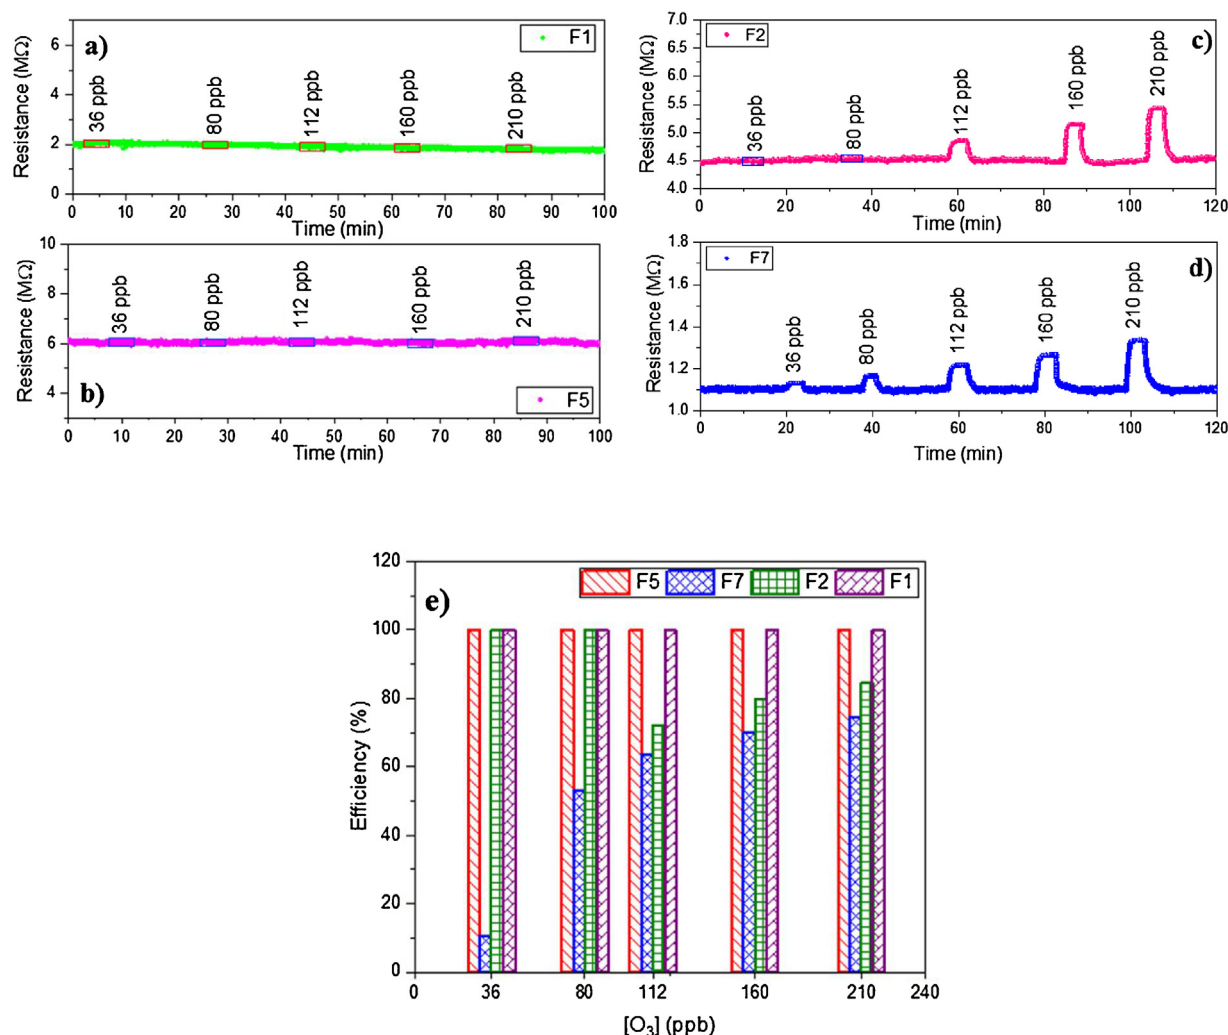 a)
F1
Resistance (MΩ)
6
4
2
0
36 ppb
80 ppb
112 ppb
160 ppb
210 ppb
0 10 20 30 40 50 60 70 80 90 100
Time (min)
c)
F2
Resistance (MΩ)
7.0
6.5
6.0
5.5
5.0
4.5
4.0
36 ppb
80 ppb
112 ppb
160 ppb
210 ppb
0 20 40 60 80 100 120
Time (min)
b)
F5
Resistance (MΩ)
10
8
6
4
36 ppb
80 ppb
112 ppb
160 ppb
210 ppb
0 10 20 30 40 50 60 70 80 90 100
Time (min)
d)
F7
Resistance (MΩ)
1.8
1.6
1.4
1.2
1.0
36 ppb
80 ppb
112 ppb
160 ppb
210 ppb
0 20 40 60 80 100 120
Time (min)
e)
F5 F7 F2 F1
Efficiency (%)
120
100
80
60
40
20
0
0 36 80 112 160 210 240
[O₃] (ppb)